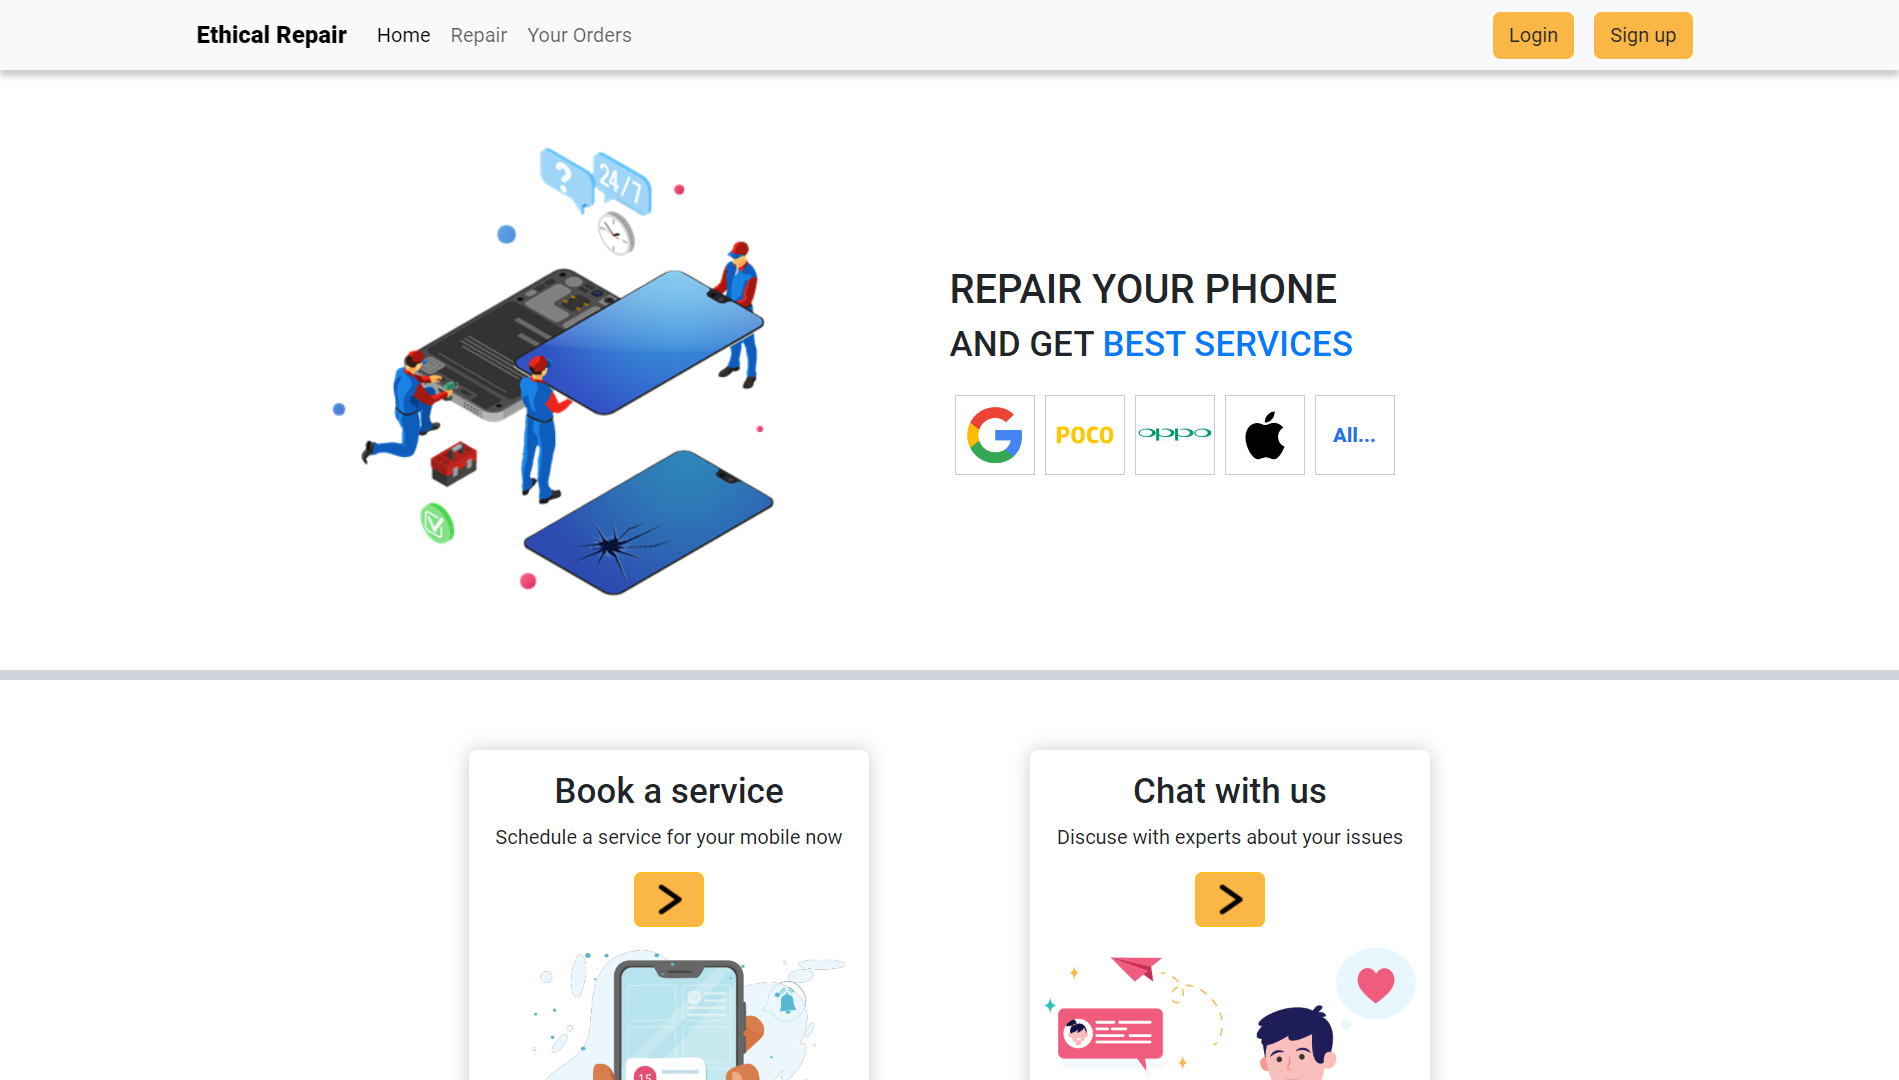 Ethical Repair Home Repair Your Orders Login Sign up
? 24/7
REPAIR YOUR PHONE
AND GET BEST SERVICES
POCO oppo All...
Book a service
Schedule a service for your mobile now
Chat with us
Discuse with experts about your issues
15